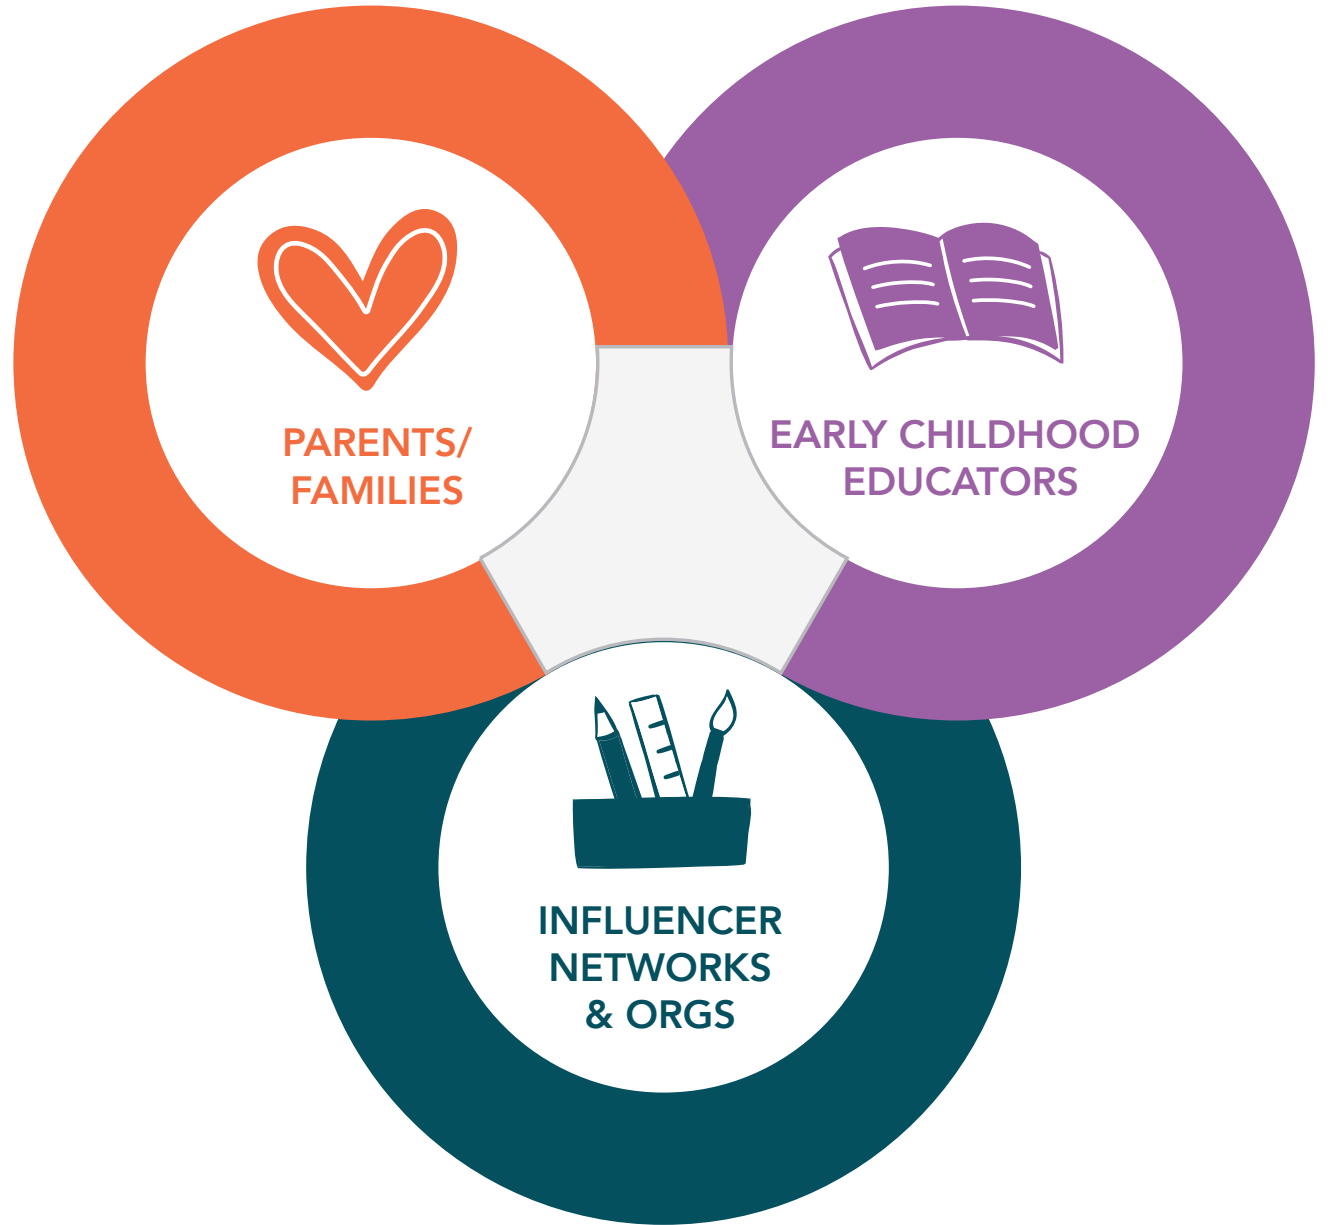 PARENTS/
FAMILIES
EARLY CHILDHOOD
EDUCATORS
INFLUENCER
NETWORKS
& ORGS